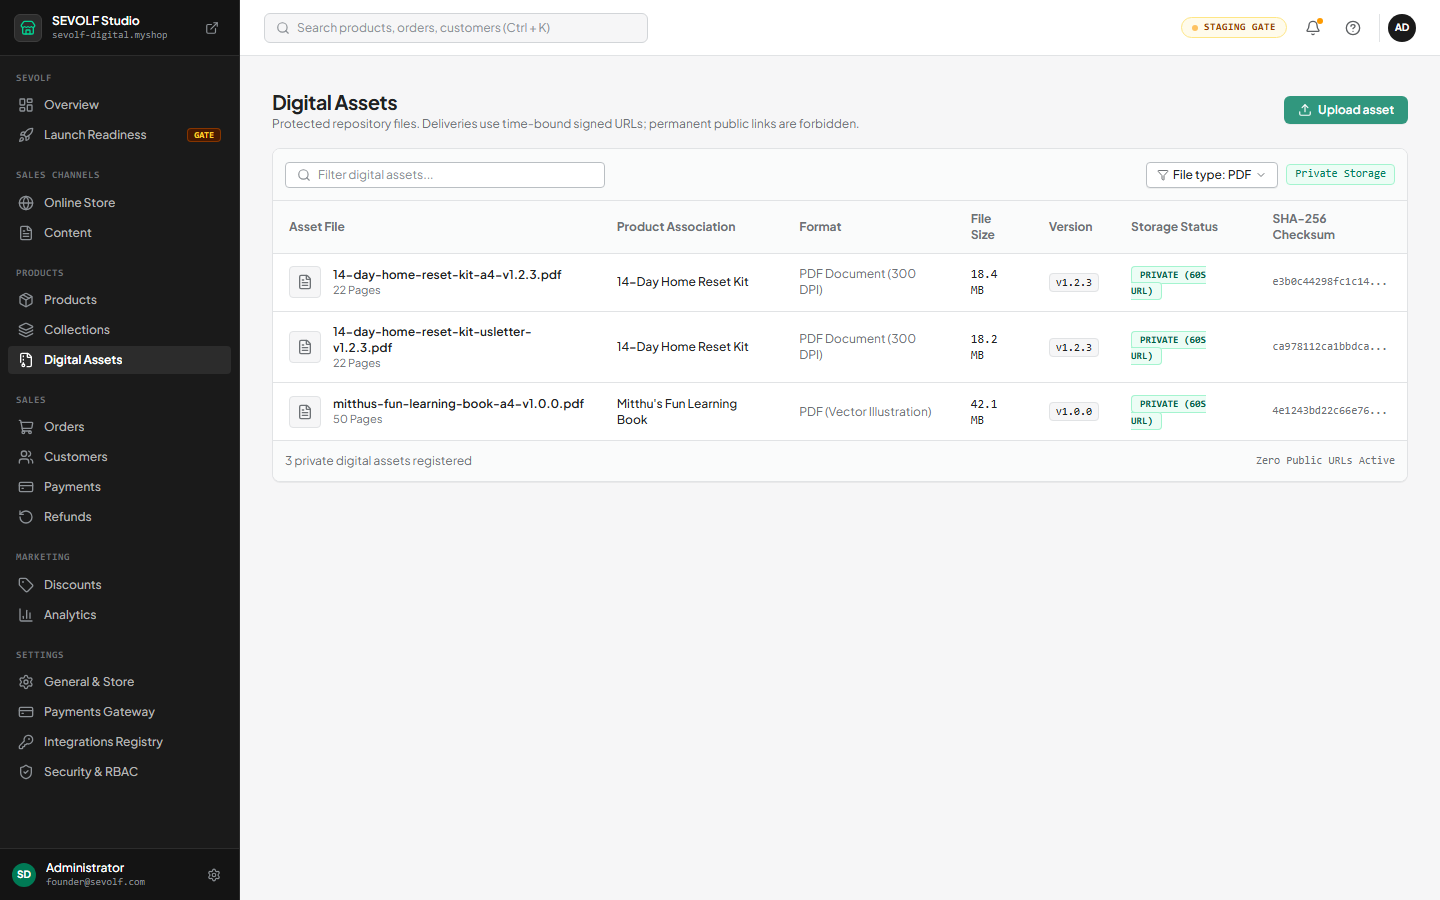 SEVOLF Studio
sevolf-digital.myshop
Search products, orders, customers (Ctrl + K)
STAGING GATE
AD
SEVOLF
Overview
Launch Readiness
GATE
SALES CHANNELS
Online Store
Content
PRODUCTS
Products
Collections
Digital Assets
SALES
Orders
Customers
Payments
Refunds
MARKETING
Discounts
Analytics
SETTINGS
General & Store
Payments Gateway
Integrations Registry
Security & RBAC
SD
Administrator
founder@sevolf.com
Digital Assets
Protected repository files. Deliveries use time-bound signed URLs; permanent public links are forbidden.
Upload asset
Filter digital assets...
File type: PDF
Private Storage
Asset File
Product Association
Format
File
Size
Version
Storage Status
SHA-256
Checksum
14-day-home-reset-kit-a4-v1.2.3.pdf
22 Pages
14-Day Home Reset Kit
PDF Document (300
DPI)
18.4
MB
v1.2.3
PRIVATE (60S
URL)
e3b0c44298fc1c14...
14-day-home-reset-kit-usletter-
v1.2.3.pdf
22 Pages
14-Day Home Reset Kit
PDF Document (300
DPI)
18.2
MB
v1.2.3
PRIVATE (60S
URL)
ca978112ca1bbdca...
mitthus-fun-learning-book-a4-v1.0.0.pdf
50 Pages
Mitthu's Fun Learning
Book
PDF (Vector Illustration)
42.1
MB
v1.0.0
PRIVATE (60S
URL)
4e1243bd22c66e76...
3 private digital assets registered
Zero Public URLs Active